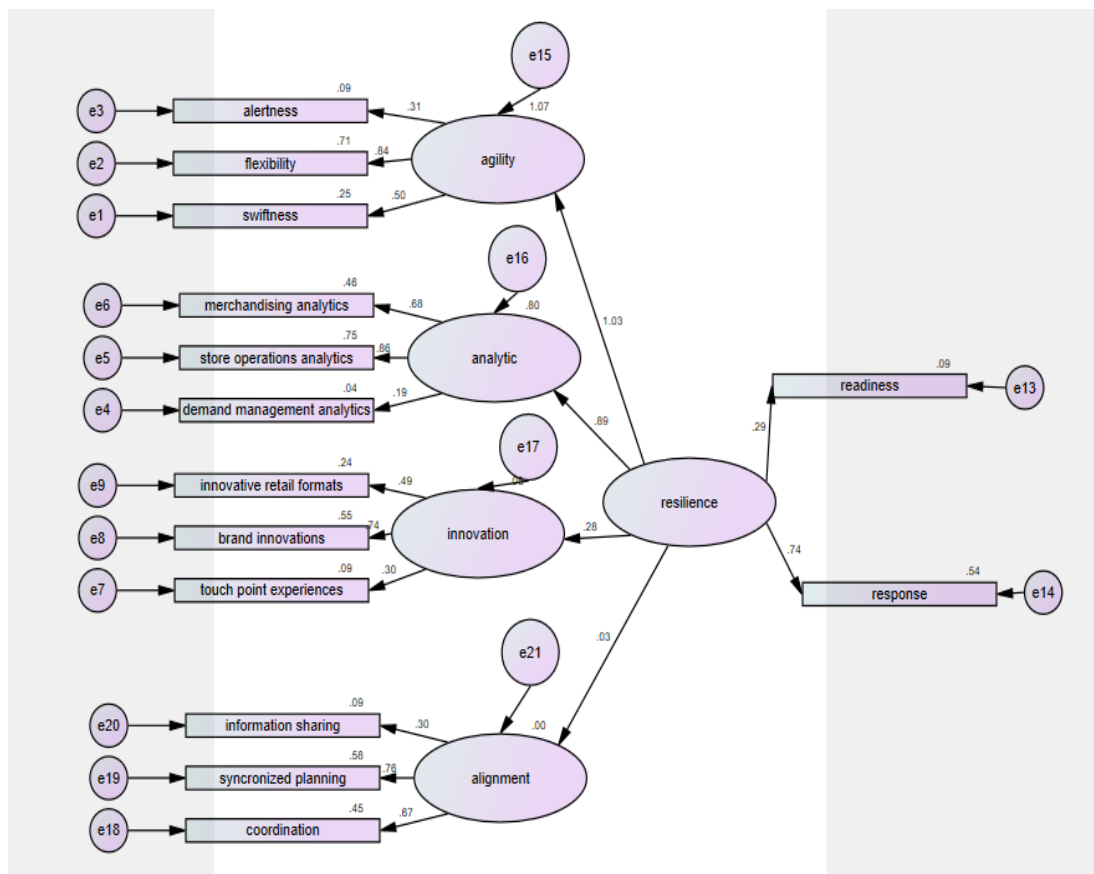 e15
.09
e3
alertness
.31
1.07
.71
e2
flexibility
.84
agility
.25
e1
swiftness
.50
e16
.46
e6
merchandising analytics
.68
.80
.75
e5
store operations analytics
.86
analytic
1.03
.04
e4
demand management analytics
.19
.09
readiness
e13
.89
.29
e17
.24
e9
innovative retail formats
.49
.08
resilience
.55
e8
brand innovations
.74
innovation
.28
.74
.09
e7
touch point experiences
.30
.54
response
e14
.03
e21
.09
e20
information sharing
.30
.00
.58
e19
syncronized planning
.76
alignment
.45
e18
coordination
.67